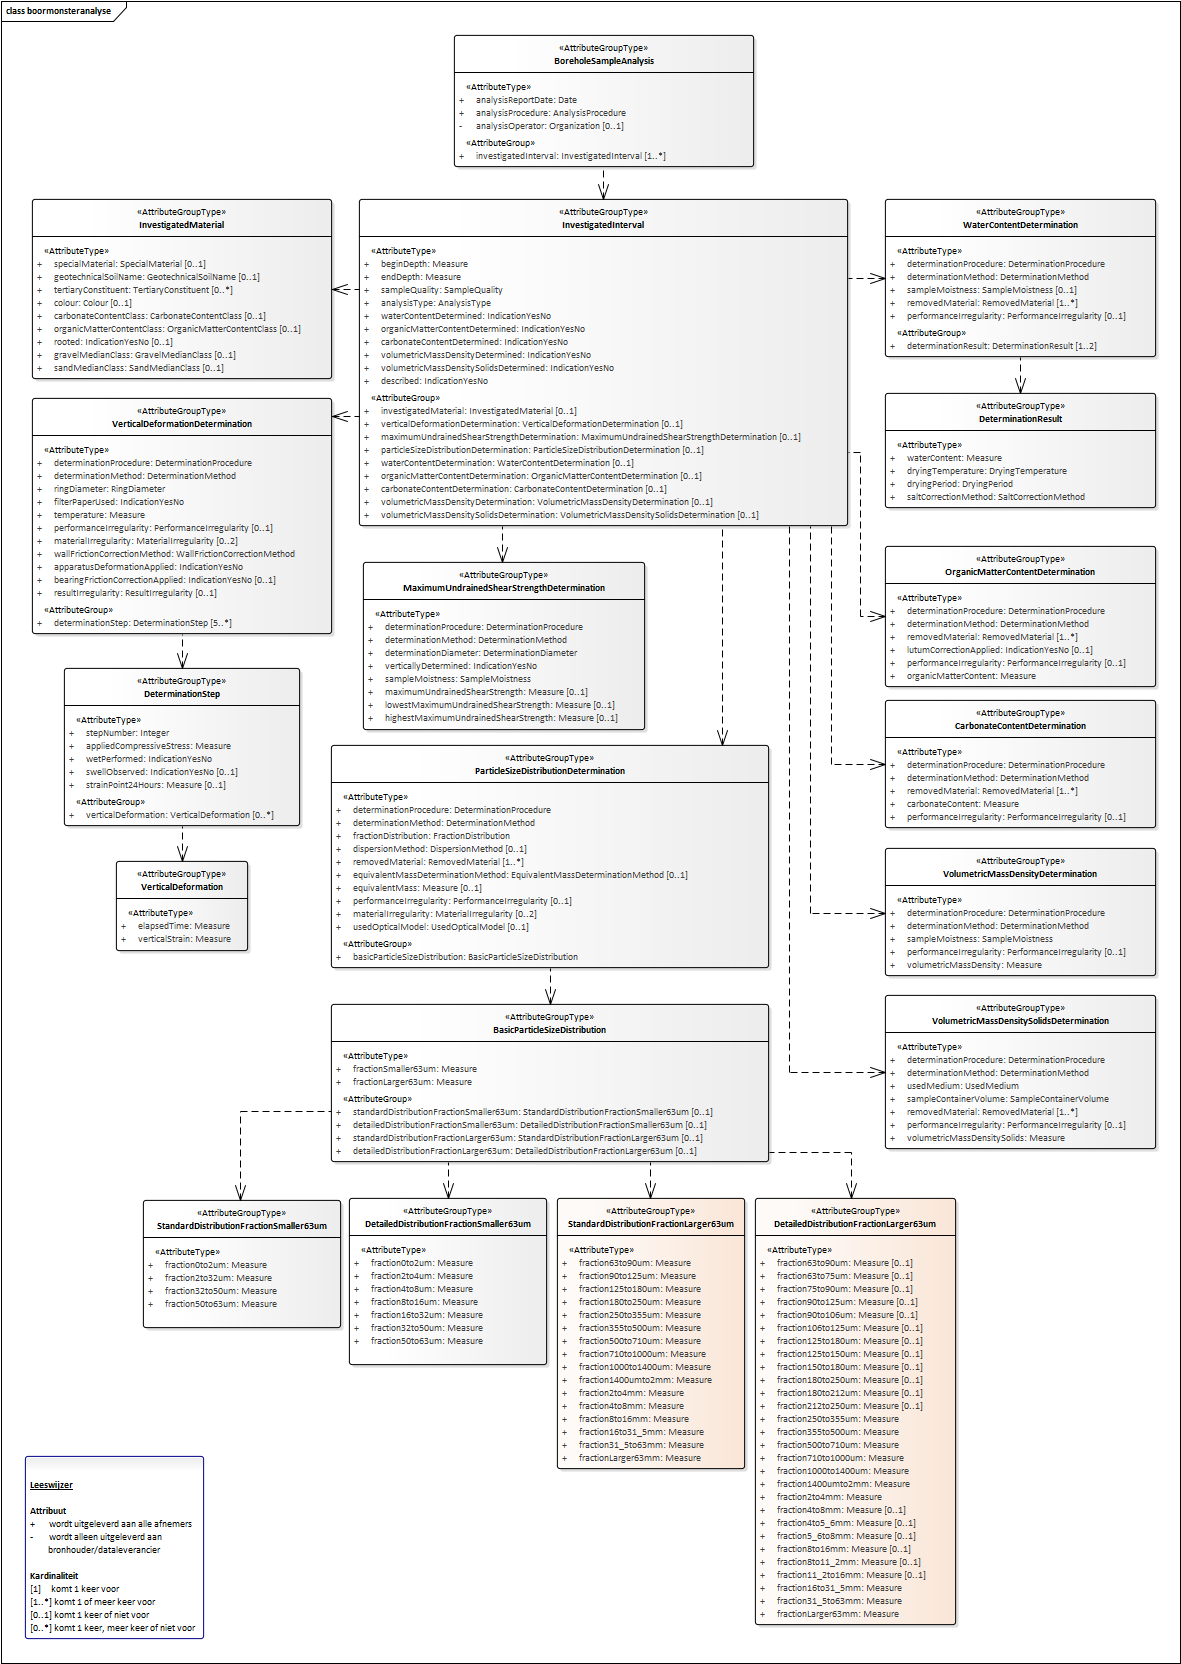 class boormonsteranalyse
«AttributeGroupType»
BoreholeSampleAnalysis
«AttributeType»
+ analysisReportDate: Date
+ analysisProcedure: AnalysisProcedure
- analysisOperator: Organization [0..1]
«AttributeGroup»
+ investigatedInterval: InvestigatedInterval [1..*]
«AttributeGroupType»
InvestigatedMaterial
«AttributeType»
+ specialMaterial: SpecialMaterial [0..1]
+ geotechnicalSoilName: GeotechnicalSoilName [0..1]
+ tertiaryConstituent: TertiaryConstituent [0..*]
+ colour: Colour [0..1]
+ carbonateContentClass: CarbonateContentClass [0..1]
+ organicMatterContentClass: OrganicMatterContentClass [0..1]
+ rooted: IndicationYesNo [0..1]
+ gravelMedianClass: GravelMedianClass [0..1]
+ sandMedianClass: SandMedianClass [0..1]
«AttributeGroupType»
InvestigatedInterval
«AttributeType»
+ beginDepth: Measure
+ endDepth: Measure
+ sampleQuality: SampleQuality
+ analysisType: AnalysisType
+ waterContentDetermined: IndicationYesNo
+ organicMatterContentDetermined: IndicationYesNo
+ carbonateContentDetermined: IndicationYesNo
+ volumetricMassDensityDetermined: IndicationYesNo
+ volumetricMassDensitySolidsDetermined: IndicationYesNo
+ described: IndicationYesNo
«AttributeGroup»
+ investigatedMaterial: InvestigatedMaterial [0..1]
+ verticalDeformationDetermination: VerticalDeformationDetermination [0..1]
+ maximumUndrainedShearStrengthDetermination: MaximumUndrainedShearStrengthDetermination [0..1]
+ particleSizeDistributionDetermination: ParticleSizeDistributionDetermination [0..1]
+ waterContentDetermination: WaterContentDetermination [0..1]
+ organicMatterContentDetermination: OrganicMatterContentDetermination [0..1]
+ carbonateContentDetermination: CarbonateContentDetermination [0..1]
+ volumetricMassDensityDetermination: VolumetricMassDensityDetermination [0..1]
+ volumetricMassDensitySolidsDetermination: VolumetricMassDensitySolidsDetermination [0..1]
«AttributeGroupType»
WaterContentDetermination
«AttributeType»
+ determinationProcedure: DeterminationProcedure
+ determinationMethod: DeterminationMethod
+ sampleMoistness: SampleMoistness [0..1]
+ removedMaterial: RemovedMaterial [1..*]
+ performanceIrregularity: PerformanceIrregularity [0..1]
«AttributeGroup»
+ determinationResult: DeterminationResult [1..2]
«AttributeGroupType»
DeterminationResult
«AttributeType»
+ waterContent: Measure
+ dryingTemperature: DryingTemperature
+ dryingPeriod: DryingPeriod
+ saltCorrectionMethod: SaltCorrectionMethod
«AttributeGroupType»
VerticalDeformationDetermination
«AttributeType»
+ determinationProcedure: DeterminationProcedure
+ determinationMethod: DeterminationMethod
+ ringDiameter: RingDiameter
+ filterPaperUsed: IndicationYesNo
+ temperature: Measure
+ performanceIrregularity: PerformanceIrregularity [0..1]
+ materialIrregularity: MaterialIrregularity [0..2]
+ wallFrictionCorrectionMethod: WallFrictionCorrectionMethod
+ apparatusDeformationApplied: IndicationYesNo
+ bearingFrictionCorrectionApplied: IndicationYesNo [0..1]
+ resultIrregularity: ResultIrregularity [0..1]
«AttributeGroup»
+ determinationStep: DeterminationStep [5..*]
«AttributeGroupType»
MaximumUndrainedShearStrengthDetermination
«AttributeType»
+ determinationProcedure: DeterminationProcedure
+ determinationMethod: DeterminationMethod
+ determinationDiameter: DeterminationDiameter
+ verticallyDetermined: IndicationYesNo
+ sampleMoistness: SampleMoistness
+ maximumUndrainedShearStrength: Measure [0..1]
+ lowestMaximumUndrainedShearStrength: Measure [0..1]
+ highestMaximumUndrainedShearStrength: Measure [0..1]
«AttributeGroupType»
OrganicMatterContentDetermination
«AttributeType»
+ determinationProcedure: DeterminationProcedure
+ determinationMethod: DeterminationMethod
+ removedMaterial: RemovedMaterial [1..*]
+ lutumCorrectionApplied: IndicationYesNo [0..1]
+ performanceIrregularity: PerformanceIrregularity [0..1]
+ organicMatterContent: Measure
«AttributeGroupType»
DeterminationStep
«AttributeType»
+ stepNumber: Integer
+ appliedCompressiveStress: Measure
+ wetPerformed: IndicationYesNo
+ swellObserved: IndicationYesNo [0..1]
+ strainPoint24Hours: Measure [0..1]
«AttributeGroup»
+ verticalDeformation: VerticalDeformation [0..*]
«AttributeGroupType»
CarbonateContentDetermination
«AttributeType»
+ determinationProcedure: DeterminationProcedure
+ determinationMethod: DeterminationMethod
+ removedMaterial: RemovedMaterial [1..*]
+ carbonateContent: Measure
+ performanceIrregularity: PerformanceIrregularity [0..1]
«AttributeGroupType»
ParticleSizeDistributionDetermination
«AttributeType»
+ determinationProcedure: DeterminationProcedure
+ determinationMethod: DeterminationMethod
+ fractionDistribution: FractionDistribution
+ dispersionMethod: DispersionMethod [0..1]
+ removedMaterial: RemovedMaterial [1..*]
+ equivalentMassDeterminationMethod: EquivalentMassDeterminationMethod [0..1]
+ equivalentMass: Measure [0..1]
+ performanceIrregularity: PerformanceIrregularity [0..1]
+ materialIrregularity: MaterialIrregularity [0..2]
+ usedOpticalModel: UsedOpticalModel [0..1]
«AttributeGroup»
+ basicParticleSizeDistribution: BasicParticleSizeDistribution
«AttributeGroupType»
VerticalDeformation
«AttributeType»
+ elapsedTime: Measure
+ verticalStrain: Measure
«AttributeGroupType»
VolumetricMassDensityDetermination
«AttributeType»
+ determinationProcedure: DeterminationProcedure
+ determinationMethod: DeterminationMethod
+ sampleMoistness: SampleMoistness
+ performanceIrregularity: PerformanceIrregularity [0..1]
+ volumetricMassDensity: Measure
«AttributeGroupType»
VolumetricMassDensitySolidsDetermination
«AttributeType»
+ determinationProcedure: DeterminationProcedure
+ determinationMethod: DeterminationMethod
+ usedMedium: UsedMedium
+ sampleContainerVolume: SampleContainerVolume
+ removedMaterial: RemovedMaterial [1..*]
+ performanceIrregularity: PerformanceIrregularity [0..1]
+ volumetricMassDensitySolids: Measure
«AttributeGroupType»
BasicParticleSizeDistribution
«AttributeType»
+ fractionSmaller63um: Measure
+ fractionLarger63um: Measure
«AttributeGroup»
+ standardDistributionFractionSmaller63um: StandardDistributionFractionSmaller63um [0..1]
+ detailedDistributionFractionSmaller63um: DetailedDistributionFractionSmaller63um [0..1]
+ standardDistributionFractionLarger63um: StandardDistributionFractionLarger63um [0..1]
+ detailedDistributionFractionLarger63um: DetailedDistributionFractionLarger63um [0..1]
«AttributeGroupType»
StandardDistributionFractionSmaller63um
«AttributeType»
+ fraction0to2um: Measure
+ fraction2to32um: Measure
+ fraction32to50um: Measure
+ fraction50to63um: Measure
«AttributeGroupType»
DetailedDistributionFractionSmaller63um
«AttributeType»
+ fraction0to2um: Measure
+ fraction2to4um: Measure
+ fraction4to8um: Measure
+ fraction8to16um: Measure
+ fraction16to32um: Measure
+ fraction32to50um: Measure
+ fraction50to63um: Measure
«AttributeGroupType»
StandardDistributionFractionLarger63um
«AttributeType»
+ fraction63to90um: Measure
+ fraction90to125um: Measure
+ fraction125to180um: Measure
+ fraction180to250um: Measure
+ fraction250to355um: Measure
+ fraction355to500um: Measure
+ fraction500to710um: Measure
+ fraction710to1000um: Measure
+ fraction1000to1400um: Measure
+ fraction1400umto2mm: Measure
+ fraction2to4mm: Measure
+ fraction4to8mm: Measure
+ fraction8to16mm: Measure
+ fraction16to31_5mm: Measure
+ fraction31_5to63mm: Measure
+ fractionLarger63mm: Measure
«AttributeGroupType»
DetailedDistributionFractionLarger63um
«AttributeType»
+ fraction63to90um: Measure [0..1]
+ fraction63to75um: Measure [0..1]
+ fraction75to90um: Measure [0..1]
+ fraction90to125um: Measure [0..1]
+ fraction90to106um: Measure [0..1]
+ fraction106to125um: Measure [0..1]
+ fraction125to180um: Measure [0..1]
+ fraction125to150um: Measure [0..1]
+ fraction150to180um: Measure [0..1]
+ fraction180to250um: Measure [0..1]
+ fraction180to212um: Measure [0..1]
+ fraction212to250um: Measure [0..1]
+ fraction250to355um: Measure
+ fraction355to500um: Measure
+ fraction500to710um: Measure
+ fraction710to1000um: Measure
+ fraction1000to1400um: Measure
+ fraction1400umto2mm: Measure
+ fraction2to4mm: Measure
+ fraction4to8mm: Measure [0..1]
+ fraction4to5_6mm: Measure [0..1]
+ fraction5_6to8mm: Measure [0..1]
+ fraction8to16mm: Measure [0..1]
+ fraction8to11_2mm: Measure [0..1]
+ fraction11_2to16mm: Measure [0..1]
+ fraction16to31_5mm: Measure
+ fraction31_5to63mm: Measure
+ fractionLarger63mm: Measure
Leeswijzer
Attribuut
+ wordt uitgeleverd aan alle afnemers
- wordt alleen uitgeleverd aan
bronhouder/dataleverancier
Kardinaliteit
[1] komt 1 keer voor
[1..*] komt 1 of meer keer voor
[0..1] komt 1 keer of niet voor
[0..*] komt 1 keer, meer keer of niet voor